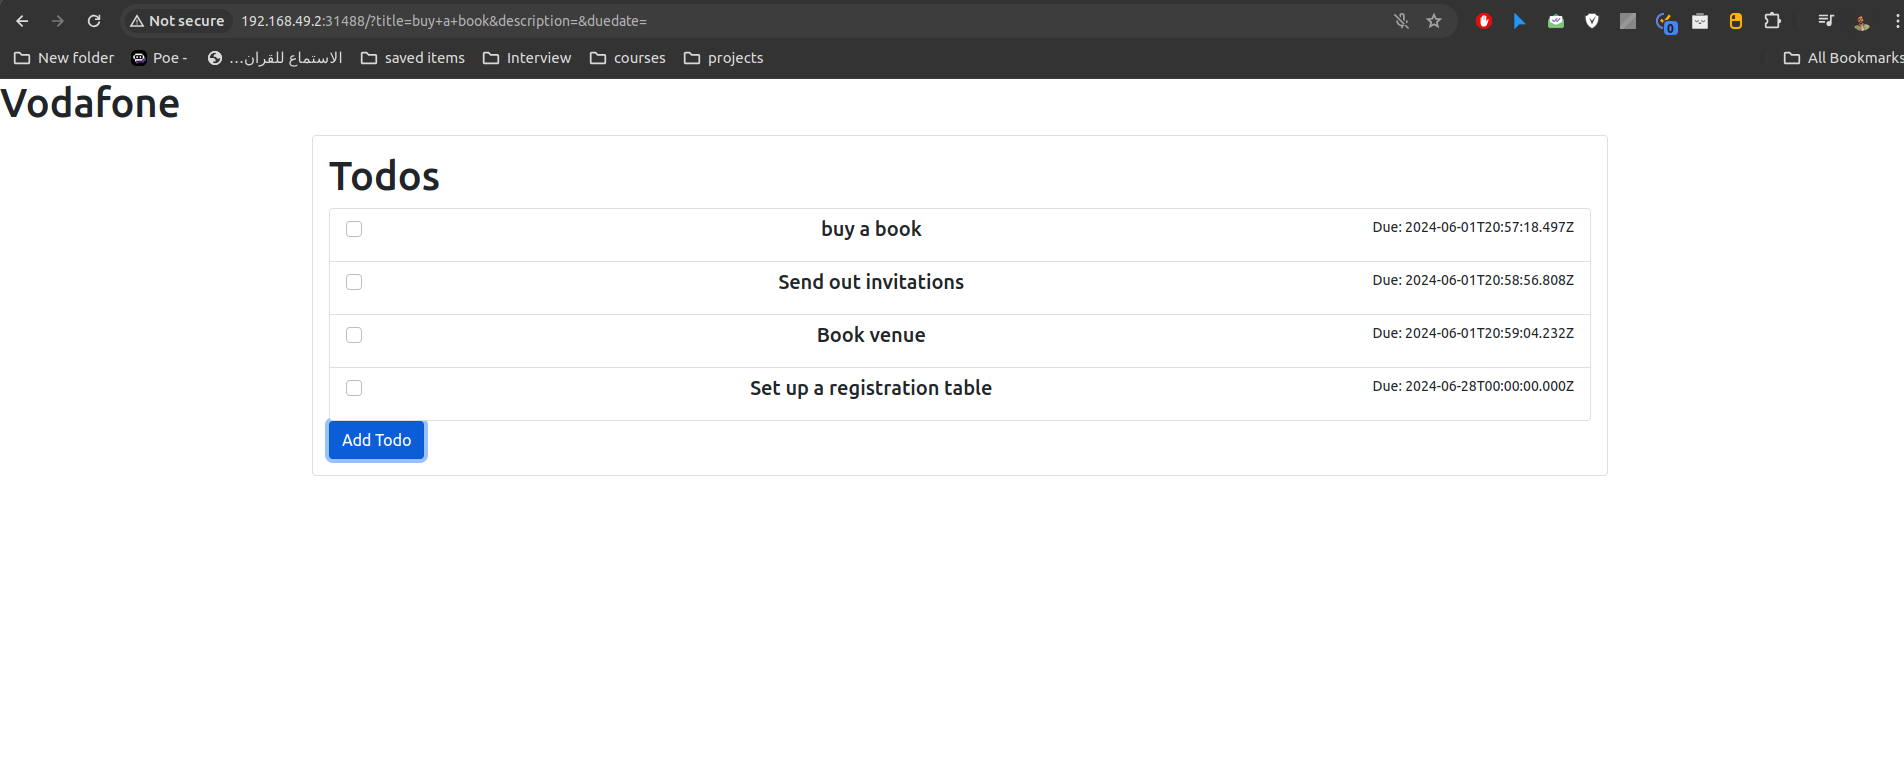 Not secure 192.168.49.2:31488/?title=buy+a+book&description=&duedate=
0
New folder Poe - الاستماع للقران... saved items Interview courses projects All Bookmarks
Vodafone
Todos
buy a book Due: 2024-06-01T20:57:18.497Z
Send out invitations Due: 2024-06-01T20:58:56.808Z
Book venue Due: 2024-06-01T20:59:04.232Z
Set up a registration table Due: 2024-06-28T00:00:00.000Z
Add Todo